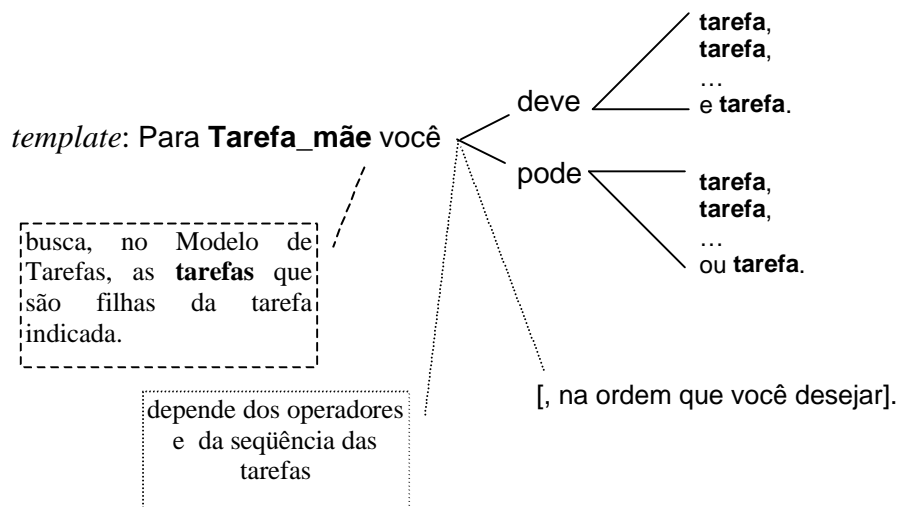 tarefa,
tarefa,
…
e tarefa.
deve
template: Para Tarefa_mãe você
pode
tarefa,
tarefa,
…
ou tarefa.
busca, no Modelo de
Tarefas, as tarefas que
são filhas da tarefa
indicada.
[, na ordem que você desejar].
depende dos operadores
e da seqüência das
tarefas